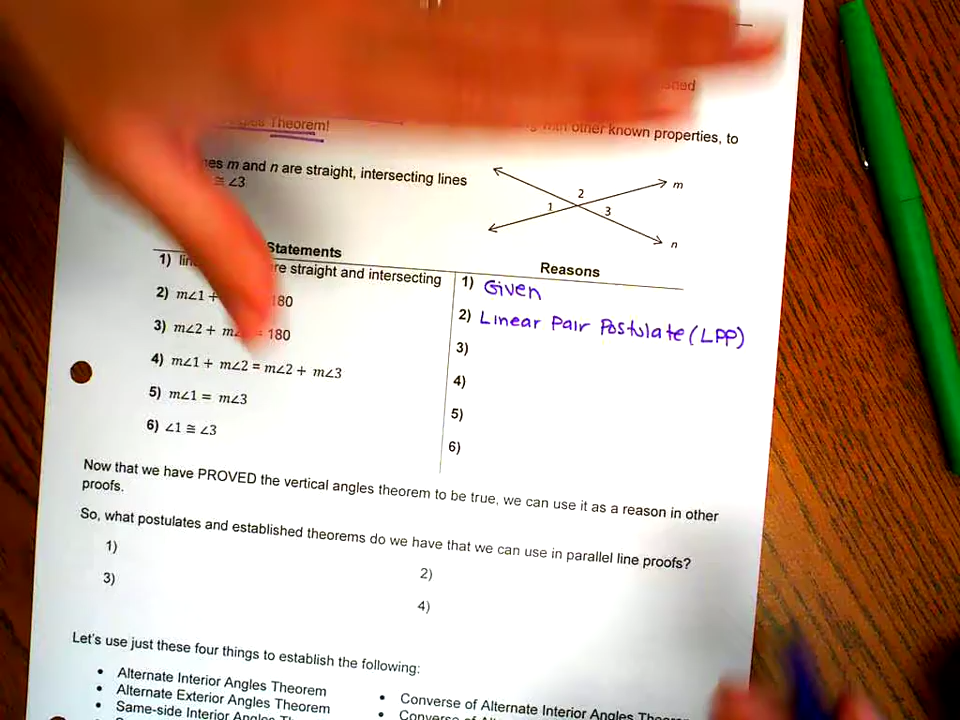 Theorem!
with other known properties, to
m and n are straight, intersecting lines
≅ ∠3
1
2
3
m
n
Statements
Reasons
1) are straight and intersecting
1) Given
2) m∠1 + 180
2) Linear Pair Postulate (LPP)
3) m∠2 + = 180
3)
4) m∠1 + m∠2 = m∠2 + m∠3
4)
5) m∠1 = m∠3
5)
6) ∠1 ≅ ∠3
6)
Now that we have PROVED the vertical angles theorem to be true, we can use it as a reason in other
proofs.
So, what postulates and established theorems do we have that we can use in parallel line proofs?
1)
2)
3)
4)
Let's use just these four things to establish the following:
• Alternate Interior Angles Theorem
• Alternate Exterior Angles Theorem
• Same-side Interior Angles
• Converse of Alternate Interior Angles Theorem
• Converse of